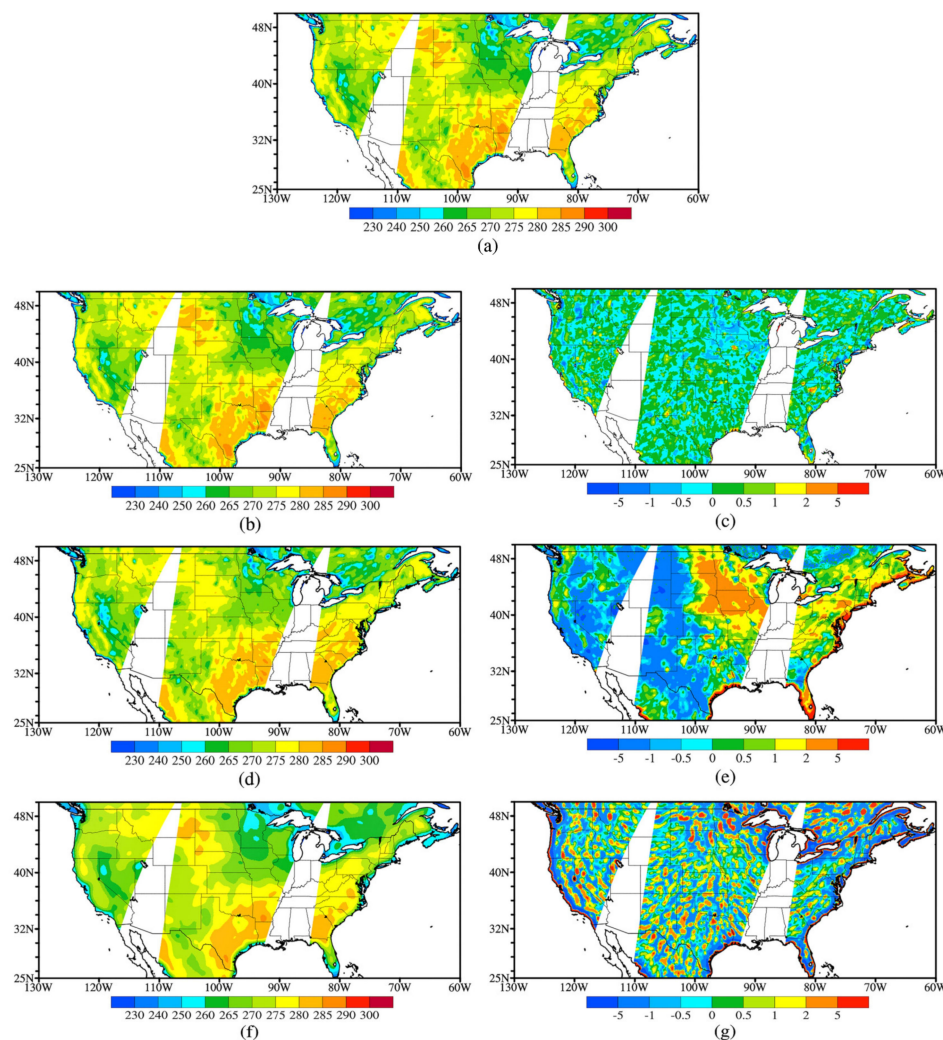 48N
40N
32N
25N
130W 120W 110W 100W 90W 80W 70W 60W
230 240 250 260 265 270 275 280 285 290 300
(a)
48N 48N
40N 40N
32N 32N
25N 25N
130W 120W 110W 100W 90W 80W 70W 60W 130W 120W 110W 100W 90W 80W 70W 60W
230 240 250 260 265 270 275 280 285 290 300 -5 -1 -0.5 0 0.5 1 2 5
(b) (c)
48N 48N
40N 40N
32N 32N
25N 25N
130W 120W 110W 100W 90W 80W 70W 60W 130W 120W 110W 100W 90W 80W 70W 60W
230 240 250 260 265 270 275 280 285 290 300 -5 -1 -0.5 0 0.5 1 2 5
(d) (e)
48N 48N
40N 40N
32N 32N
25N 25N
130W 120W 110W 100W 90W 80W 70W 60W 130W 120W 110W 100W 90W 80W 70W 60W
230 240 250 260 265 270 275 280 285 290 300 -5 -1 -0.5 0 0.5 1 2 5
(f) (g)